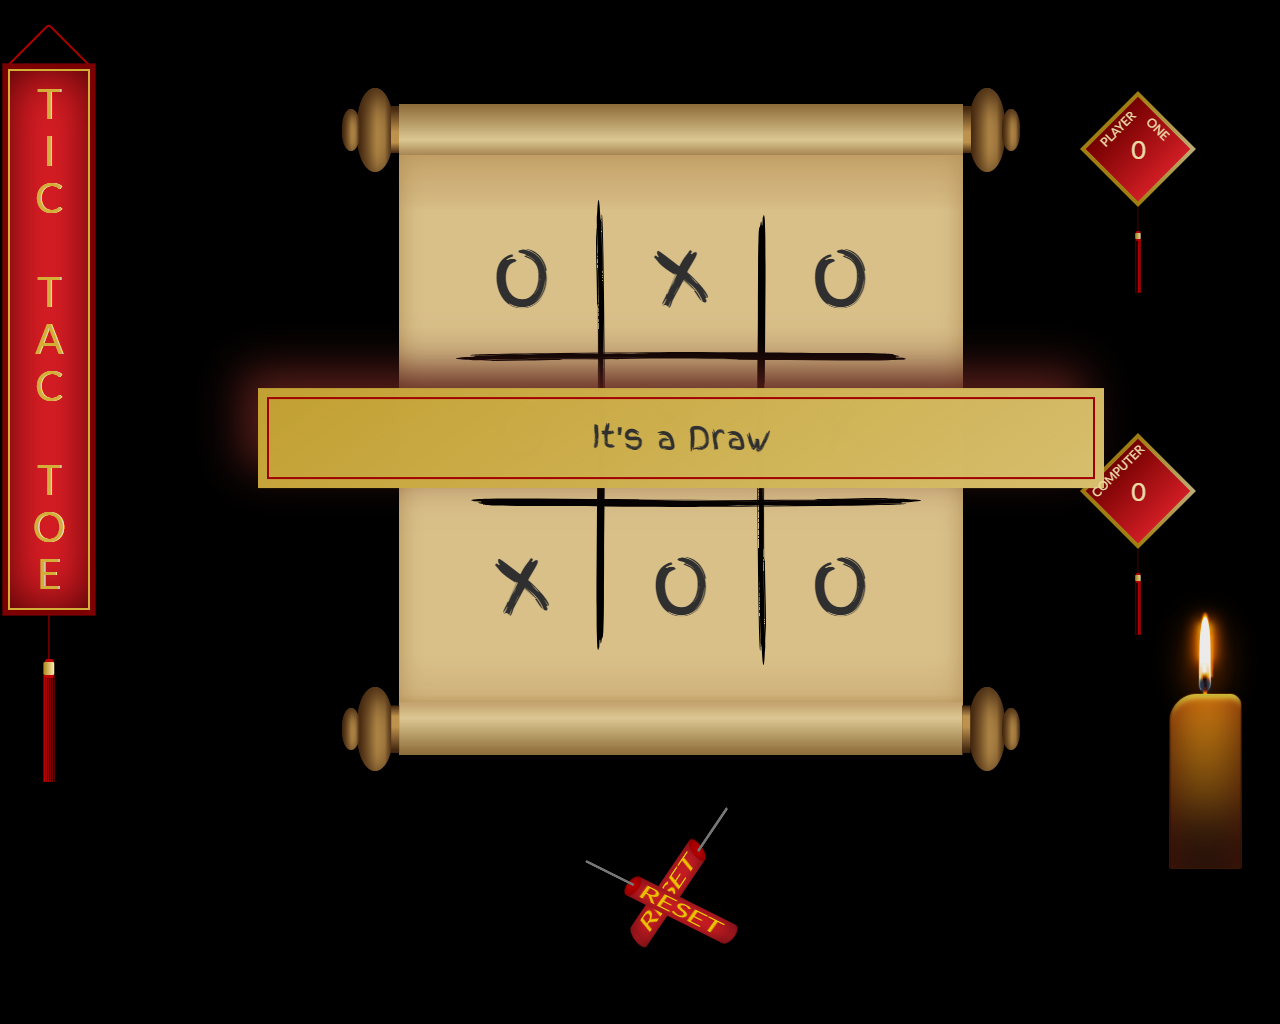 TIC
TAC
TOE
O X O
It's a Draw
X O O
PLAYER ONE
0
COMPUTER
0
RESET
RESET